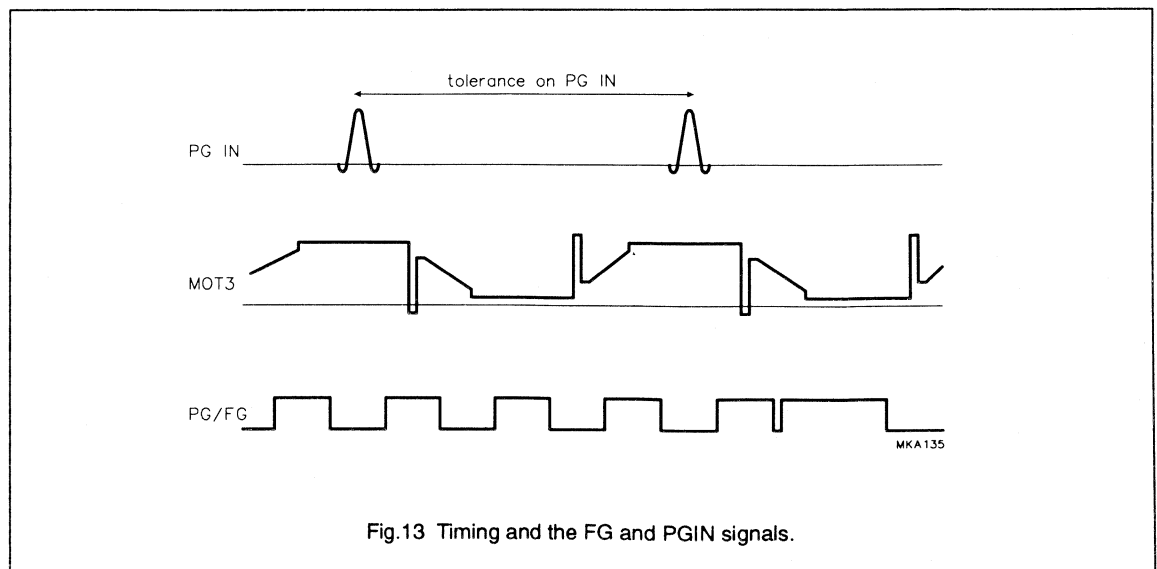 tolerance on PG IN
PG IN
MOT3
PG/FG
MKA135
Fig.13 Timing and the FG and PGIN signals.